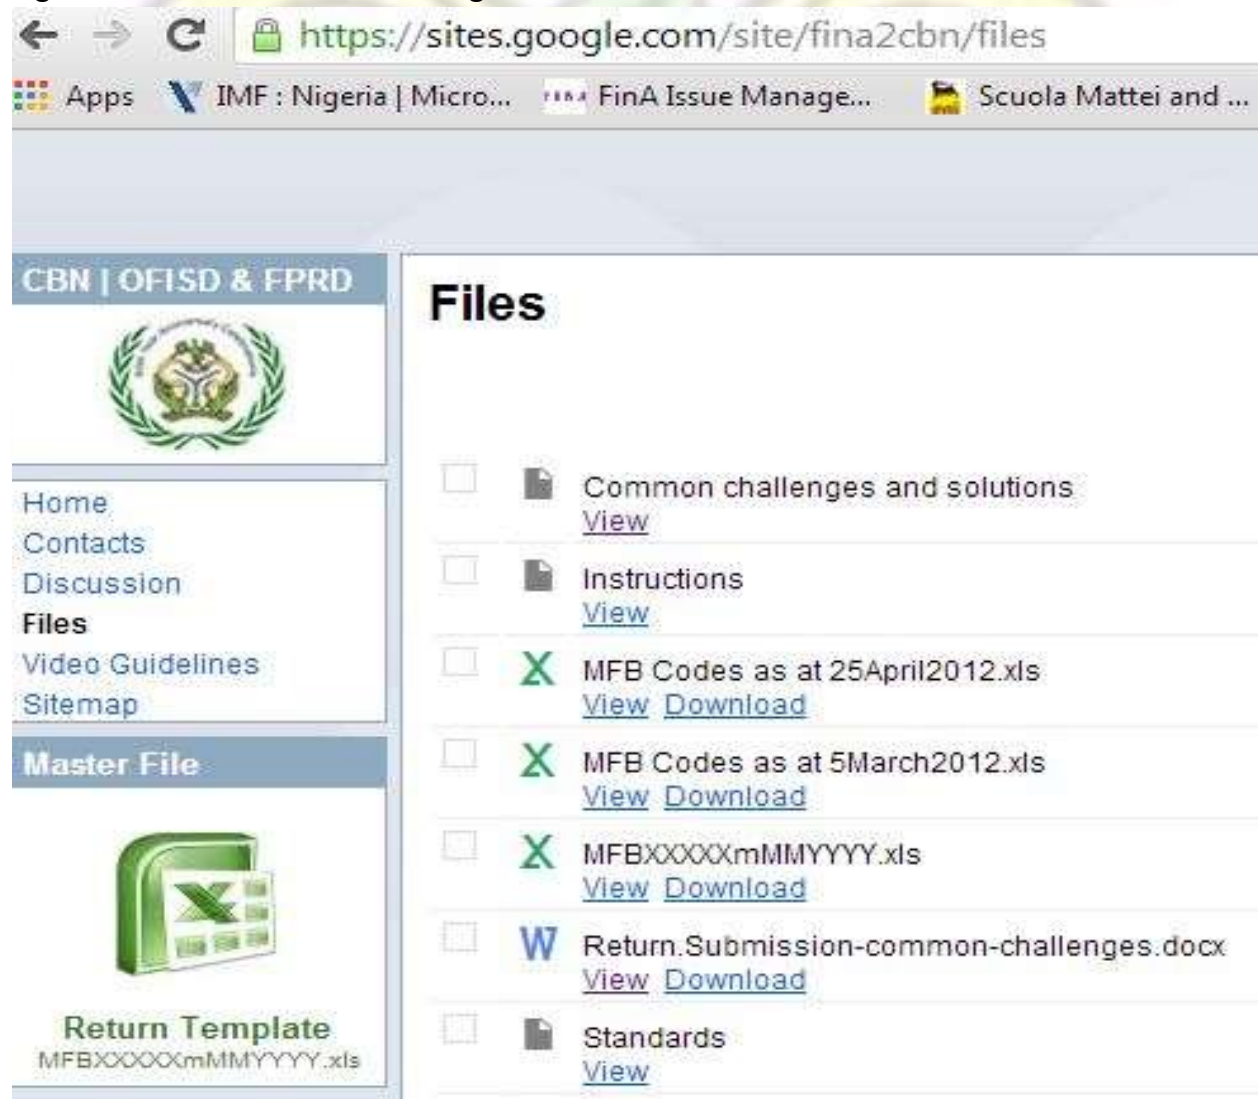 https://sites.google.com/site/fina2cbn/files
Apps IMF : Nigeria | Micro... FinA Issue Manage... Scuola Mattei and ...
CBN | OFISD & FPRD
Home
Contacts
Discussion
Files
Video Guidelines
Sitemap
Master File
Return Template
MFBXXXXXmMMYYYY.xls
Files
Common challenges and solutions
View
Instructions
View
MFB Codes as at 25April2012.xls
View Download
MFB Codes as at 5March2012.xls
View Download
MFBXXXXXmMMYYYY.xls
View Download
Return.Submission-common-challenges.docx
View Download
Standards
View